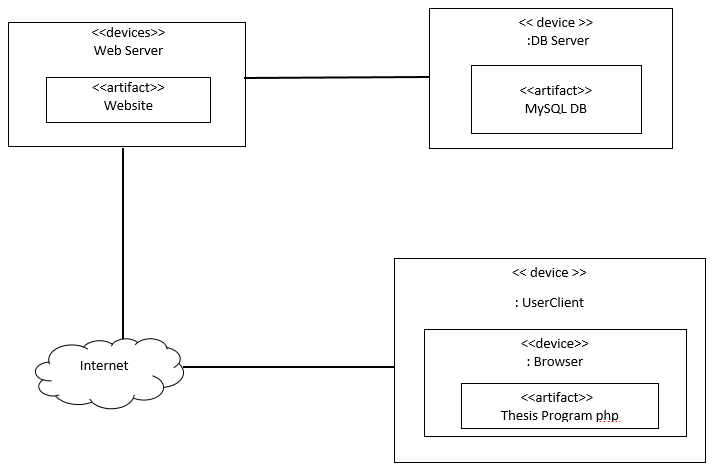 <<devices>>
Web Server
<<artifact>>
Website
<< device >>
:DB Server
<<artifact>>
MySQL DB
Internet
<< device >>
: UserClient
<<device>>
: Browser
<<artifact>>
Thesis Program php